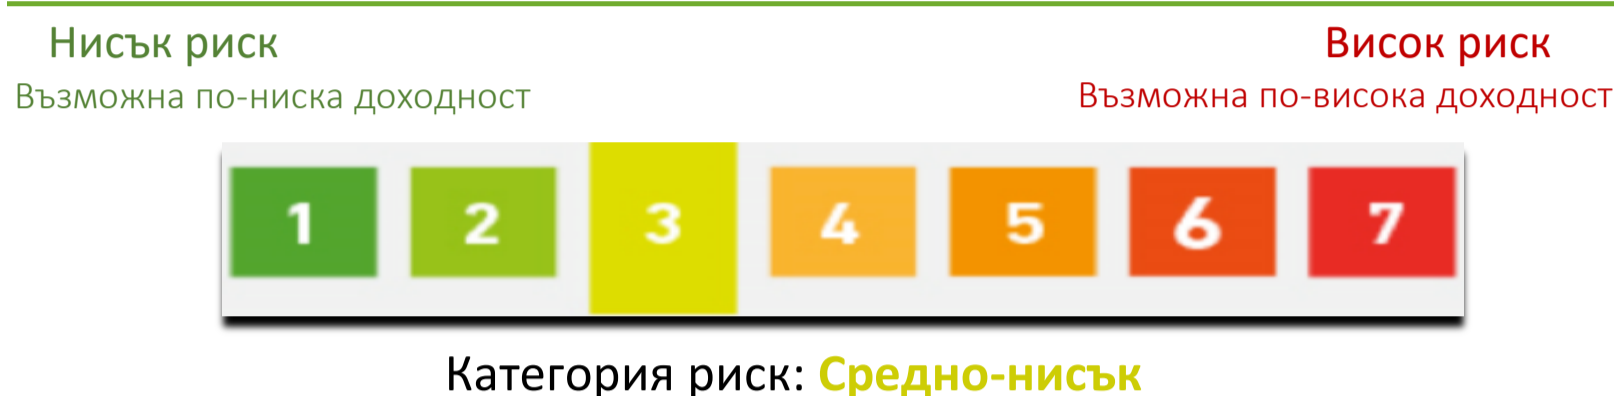 Нисък риск
Висок риск
Възможна по-ниска доходност
Възможна по-висока доходност
1 2 3 4 5 6 7
Категория риск: Средно-нисък